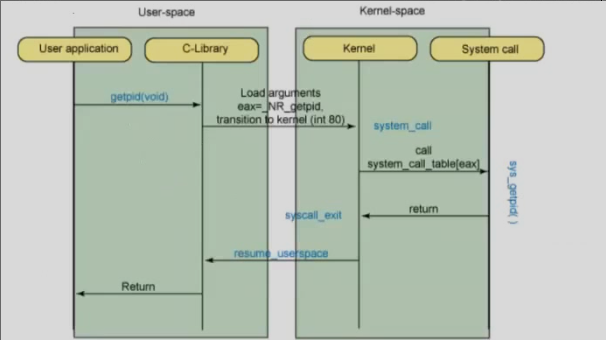 User-space
Kernel-space
User application
C-Library
Kernel
System call
getpid(void)
Load arguments
eax=_NR_getpid,
transition to kernel (int 80)
system_call
call
system_call_table[eax]
sys_getpid( )
return
syscall_exit
resume_userspace
Return